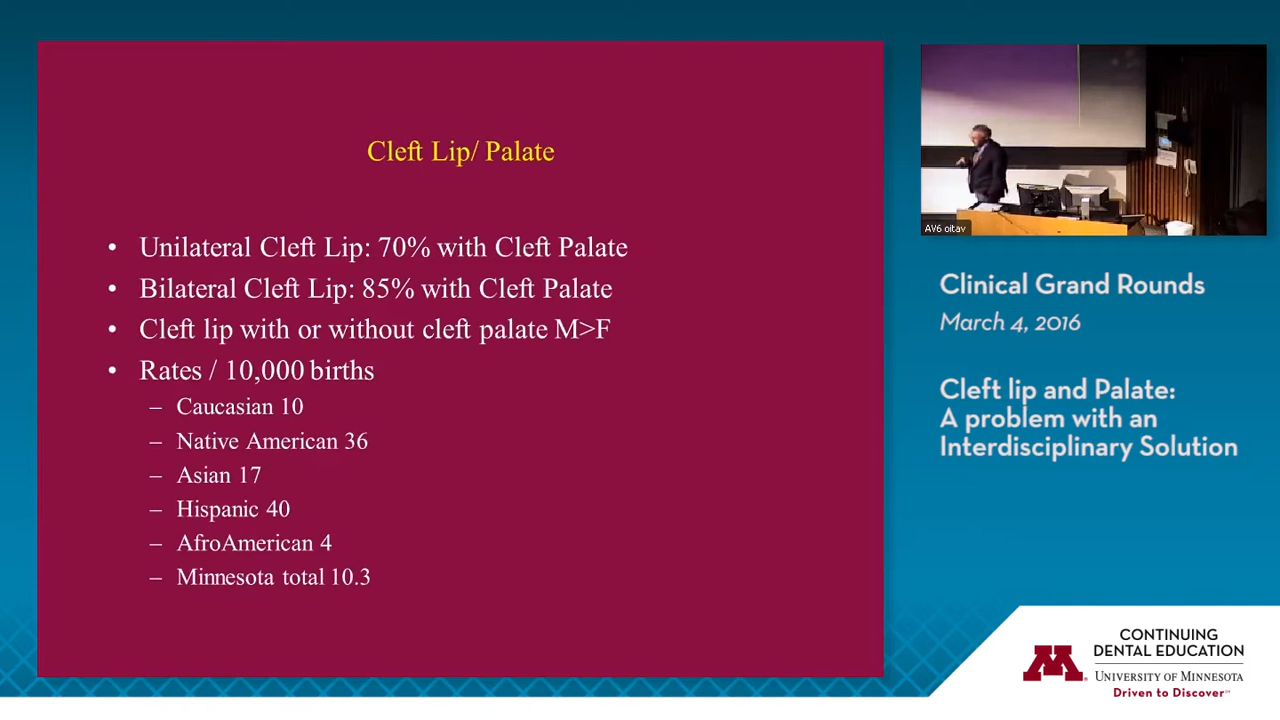 Cleft Lip/ Palate
• Unilateral Cleft Lip: 70% with Cleft Palate
• Bilateral Cleft Lip: 85% with Cleft Palate
• Cleft lip with or without cleft palate M>F
• Rates / 10,000 births
– Caucasian 10
– Native American 36
– Asian 17
– Hispanic 40
– AfroAmerican 4
– Minnesota total 10.3
AV6 oitav
Clinical Grand Rounds
March 4, 2016
Cleft lip and Palate:
A problem with an
Interdisciplinary Solution
CONTINUING
DENTAL EDUCATION
M
UNIVERSITY OF MINNESOTA
Driven to Discover℠